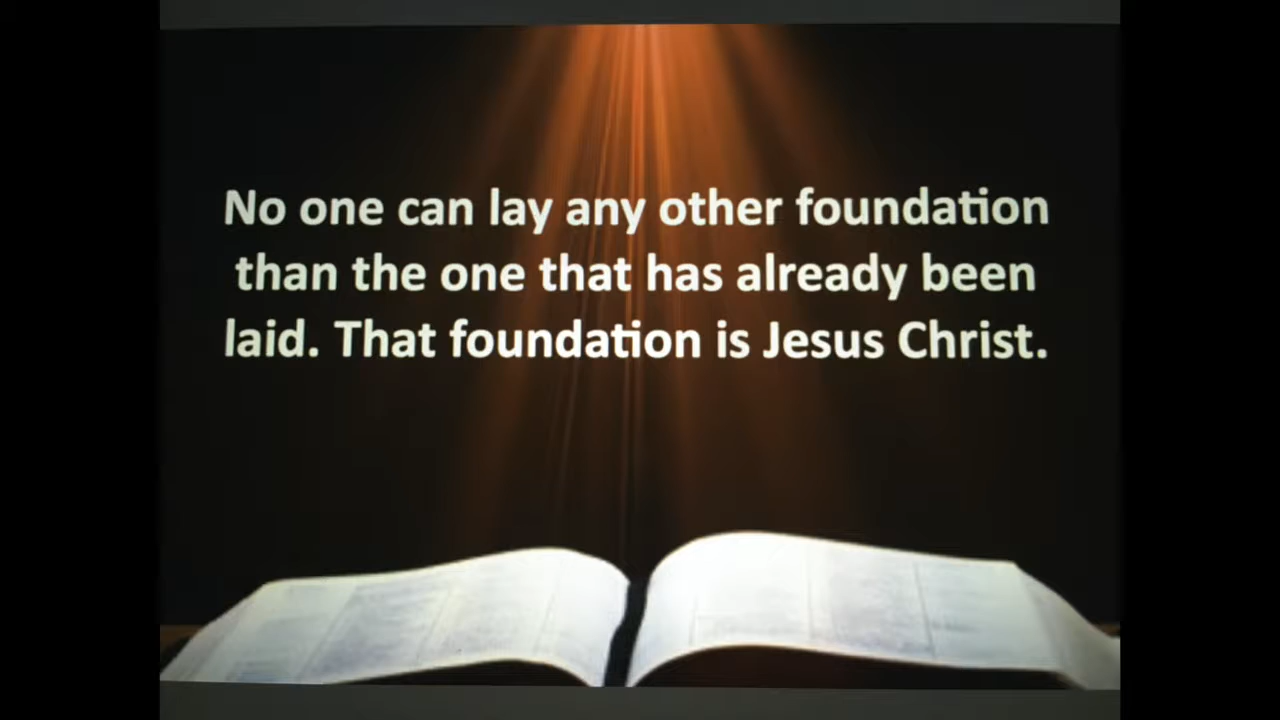 No one can lay any other foundation
than the one that has already been
laid. That foundation is Jesus Christ.